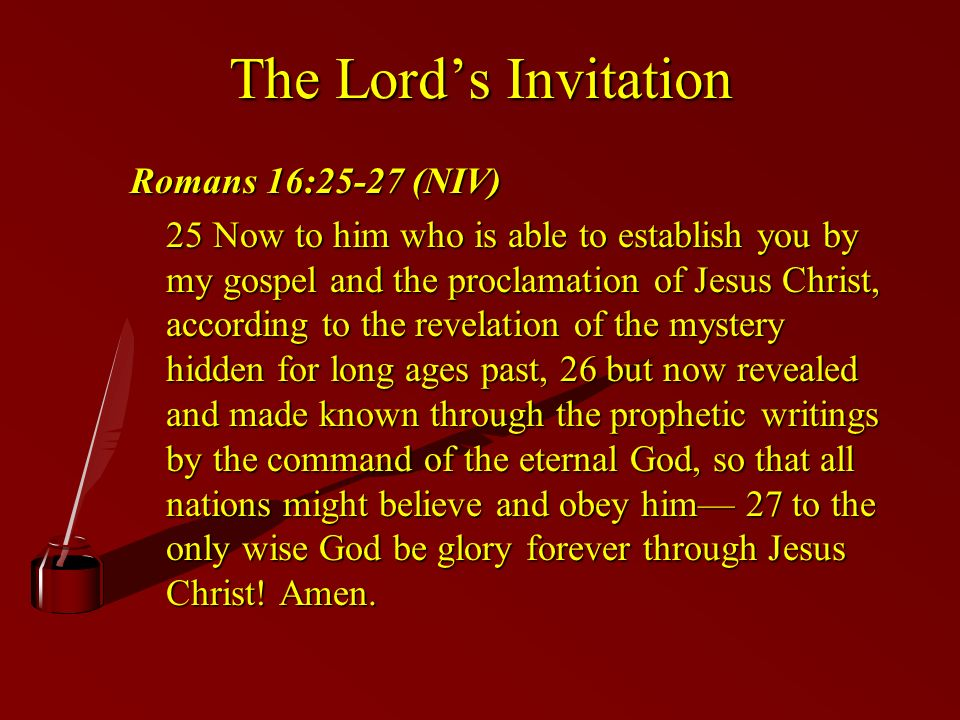 The Lord’s Invitation
Romans 16:25-27 (NIV)
25 Now to him who is able to establish you by
my gospel and the proclamation of Jesus Christ,
according to the revelation of the mystery
hidden for long ages past, 26 but now revealed
and made known through the prophetic writings
by the command of the eternal God, so that all
nations might believe and obey him— 27 to the
only wise God be glory forever through Jesus
Christ! Amen.